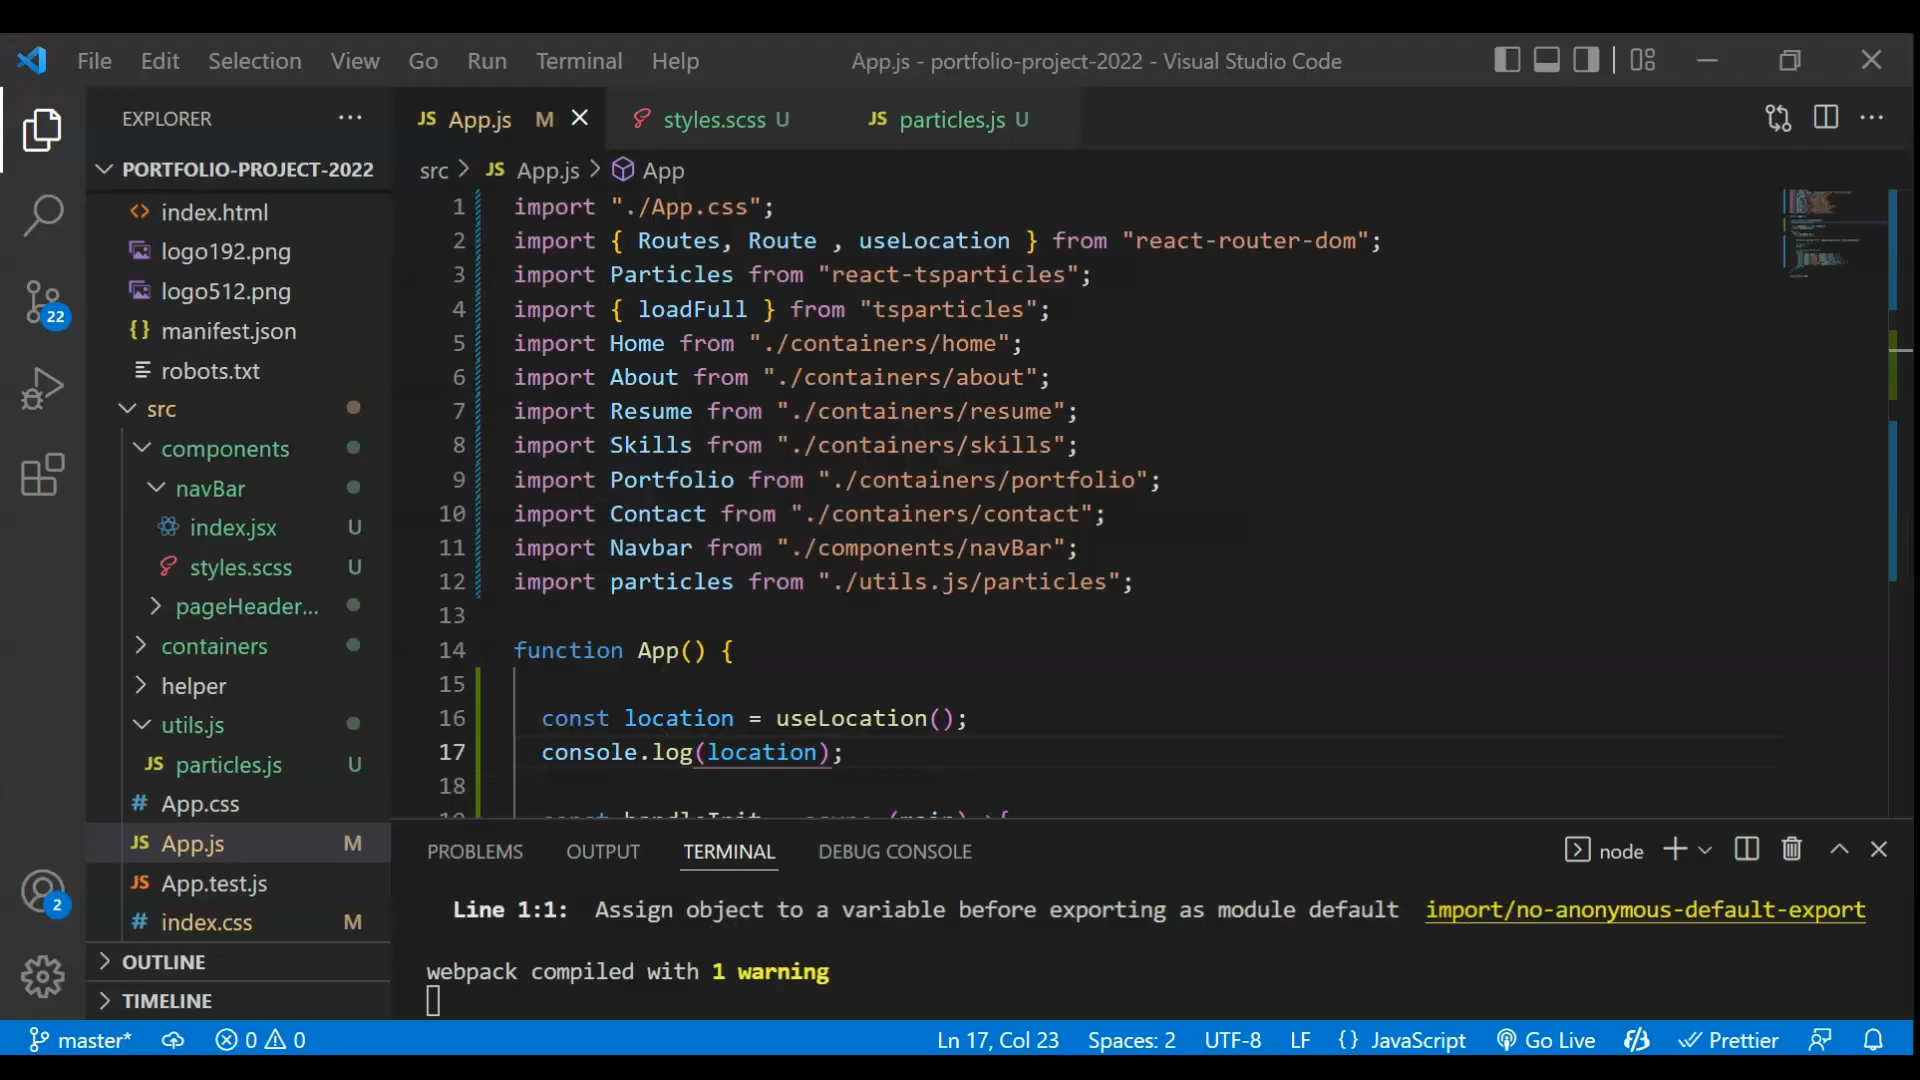 File Edit Selection View Go Run Terminal Help App.js - portfolio-project-2022 - Visual Studio Code
EXPLORER
PORTFOLIO-PROJECT-2022
index.html
logo192.png
logo512.png
manifest.json
robots.txt
src
components
navBar
index.jsx U
styles.scss U
pageHeader...
containers
helper
utils.js
JS particles.js U
# App.css
JS App.js M
JS App.test.js
# index.css M
OUTLINE
TIMELINE
22
2
JS App.js M styles.scss U JS particles.js U
src > JS App.js > App
1 import "./App.css";
2 import { Routes, Route , useLocation } from "react-router-dom";
3 import Particles from "react-tsparticles";
4 import { loadFull } from "tsparticles";
5 import Home from "./containers/home";
6 import About from "./containers/about";
7 import Resume from "./containers/resume";
8 import Skills from "./containers/skills";
9 import Portfolio from "./containers/portfolio";
10 import Contact from "./containers/contact";
11 import Navbar from "./components/navBar";
12 import particles from "./utils.js/particles";
13
14 function App() {
15
16 const location = useLocation();
17 console.log(location);
18
PROBLEMS OUTPUT TERMINAL DEBUG CONSOLE node
Line 1:1: Assign object to a variable before exporting as module default import/no-anonymous-default-export
webpack compiled with 1 warning
master* 0 0 Ln 17, Col 23 Spaces: 2 UTF-8 LF {} JavaScript Go Live Prettier